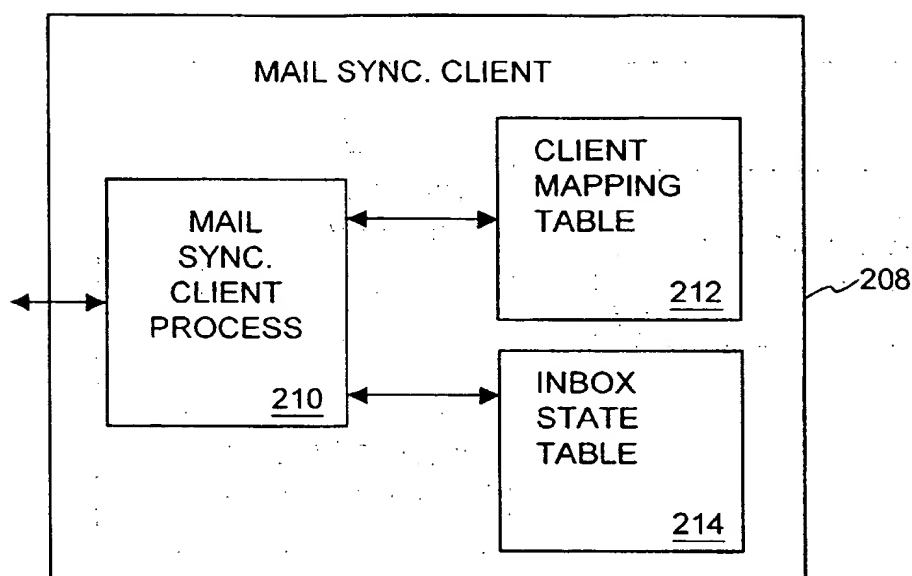 MAIL SYNC. CLIENT
MAIL
SYNC.
CLIENT
PROCESS
210
CLIENT
MAPPING
TABLE
212
INBOX
STATE
TABLE
214
208